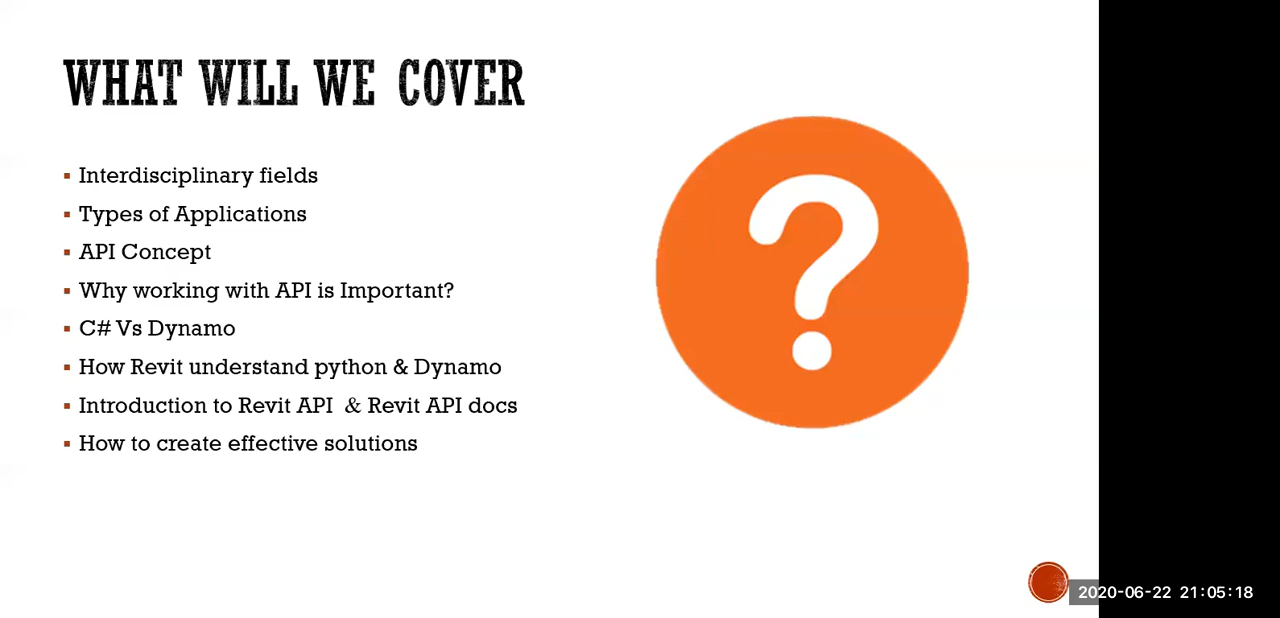 WHAT WILL WE COVER
▪ Interdisciplinary fields
▪ Types of Applications
▪ API Concept
▪ Why working with API is Important?
▪ C# Vs Dynamo
▪ How Revit understand python & Dynamo
▪ Introduction to Revit API & Revit API docs
▪ How to create effective solutions
?
2020-06-22 21:05:18